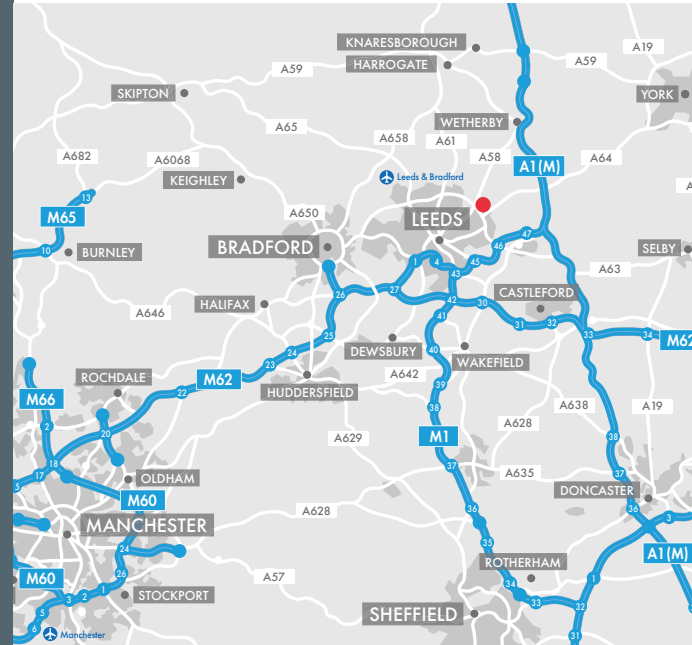 KNARESBOROUGH
A19
A59
HARROGATE
A59
SKIPTON
YORK
WETHERBY
A65
A658
A61
A682
A6068
A58
A64
A1(M)
Leeds & Bradford
KEIGHLEY
13
M65
A650
LEEDS
47
BRADFORD
46
10
BURNLEY
SELBY
1
4
45
43
A63
26
27
CASTLEFORD
HALIFAX
42
30
A646
41
31
32
25
33
34
M62
DEWSBURY
40
WAKEFIELD
24
23
A642
ROCHDALE
M62
22
HUDDERSFIELD
39
M66
38
A638
A19
2
A628
20
A629
M1
38
18
37
A635
17
37
OLDHAM
DONCASTER
M60
36
A628
36
3
MANCHESTER
35
24
A1(M)
ROTHERHAM
M60
26
A57
34
1
1
2
3
STOCKPORT
33
32
5
SHEFFIELD
6
Manchester
31